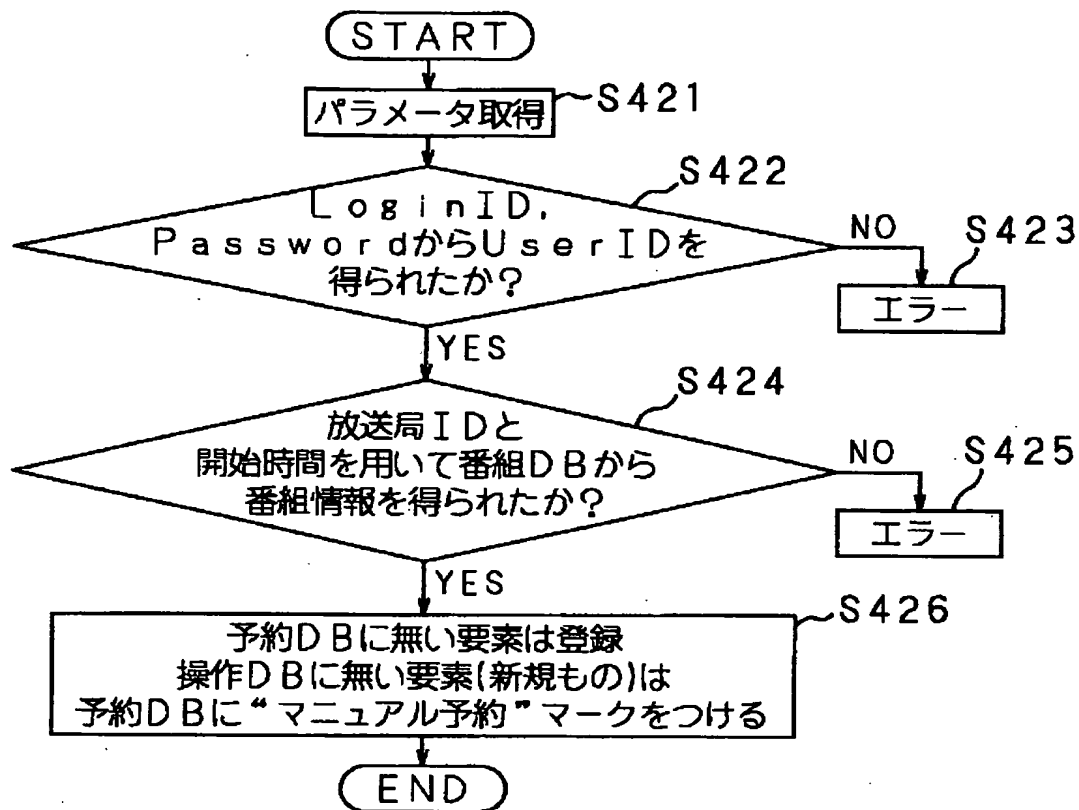 START
パラメータ取得
S421
S422
LoginID,
PasswordからUserIDを
得られたか?
NO
S423
エラー
YES
S424
放送局IDと
開始時間を用いて番組DBから
番組情報を得られたか?
NO
S425
エラー
YES
S426
予約DBに無い要素は登録
操作DBに無い要素(新規もの)は
予約DBに“マニュアル予約”マークをつける
END